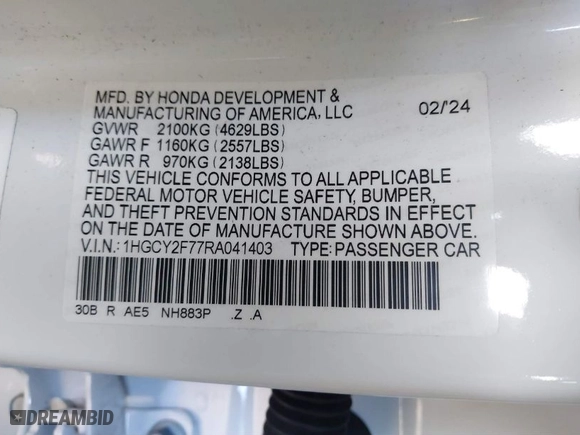 MFD. BY HONDA DEVELOPMENT &
MANUFACTURING OF AMERICA, LLC 02/'24
GVWR 2100KG (4629LBS)
GAWR F 1160KG (2557LBS)
GAWR R 970KG (2138LBS)
THIS VEHICLE CONFORMS TO ALL APPLICABLE
FEDERAL MOTOR VEHICLE SAFETY, BUMPER,
AND THEFT PREVENTION STANDARDS IN EFFECT
ON THE DATE OF MANUFACTURE SHOWN ABOVE.
V.I.N.: 1HGCY2F77RA041403 TYPE: PASSENGER CAR
30B R AE5 NH883P .Z .A
DREAMBID